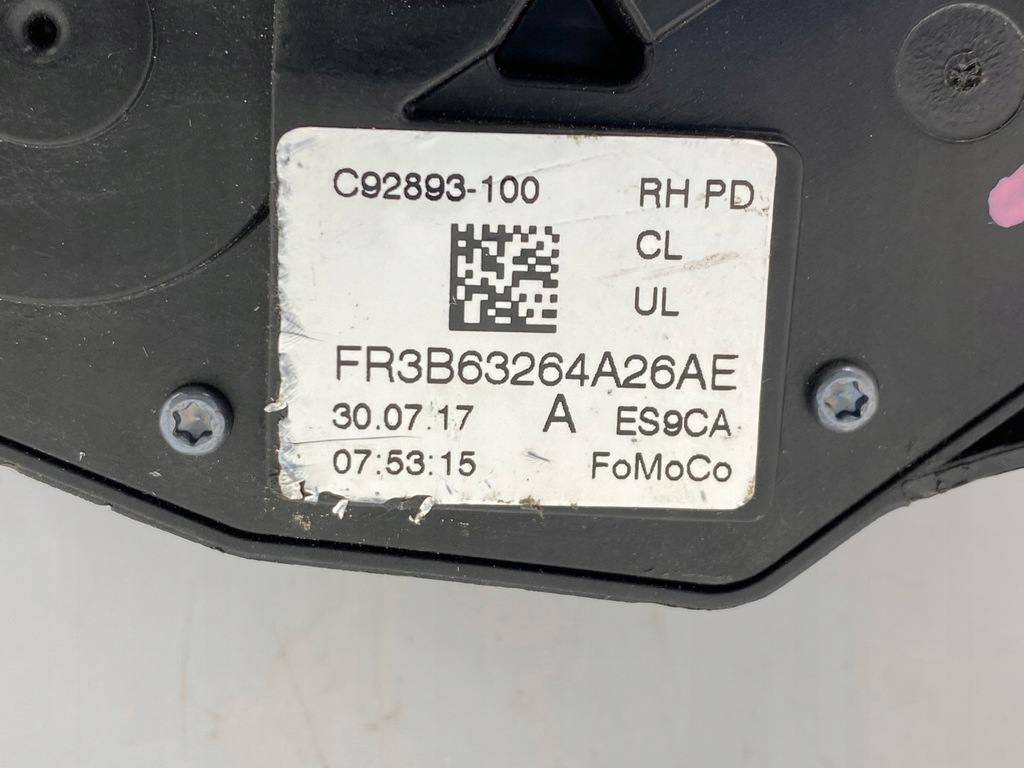 C92893-100 RH PD
CL
UL
FR3B63264A26AE
30.07.17 A ES9CA
07:53:15 FoMoCo